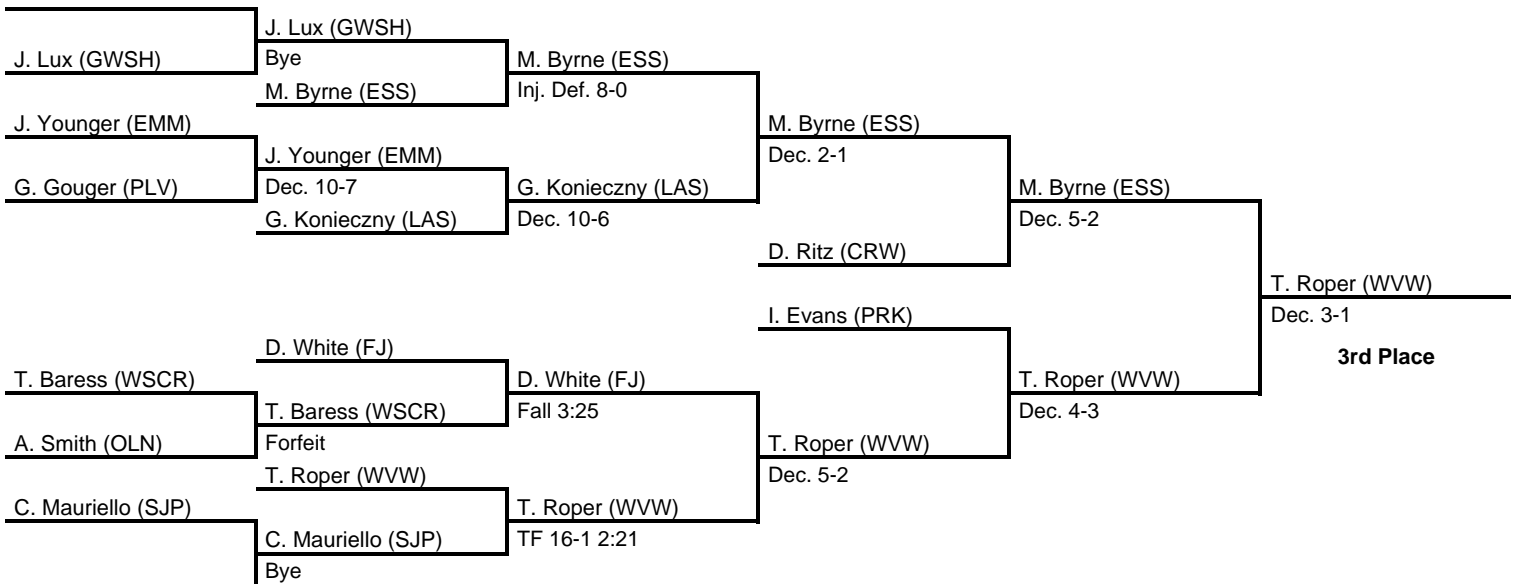 J. Lux (GWSH)
J. Lux (GWSH)
Bye
M. Byrne (ESS)
M. Byrne (ESS)
Inj. Def. 8-0
J. Younger (EMM)
G. Gouger (PLV)
J. Younger (EMM)
Dec. 10-7
G. Konieczny (LAS)
G. Konieczny (LAS)
Dec. 10-6
M. Byrne (ESS)
Dec. 2-1
D. Ritz (CRW)
M. Byrne (ESS)
Dec. 5-2
T. Roper (WVW)
Dec. 3-1
3rd Place
I. Evans (PRK)
T. Roper (WVW)
Dec. 4-3
D. White (FJ)
T. Baress (WSCR)
A. Smith (OLN)
T. Baress (WSCR)
Forfeit
D. White (FJ)
Fall 3:25
T. Roper (WVW)
Dec. 5-2
T. Roper (WVW)
C. Mauriello (SJP)
C. Mauriello (SJP)
Bye
T. Roper (WVW)
TF 16-1 2:21